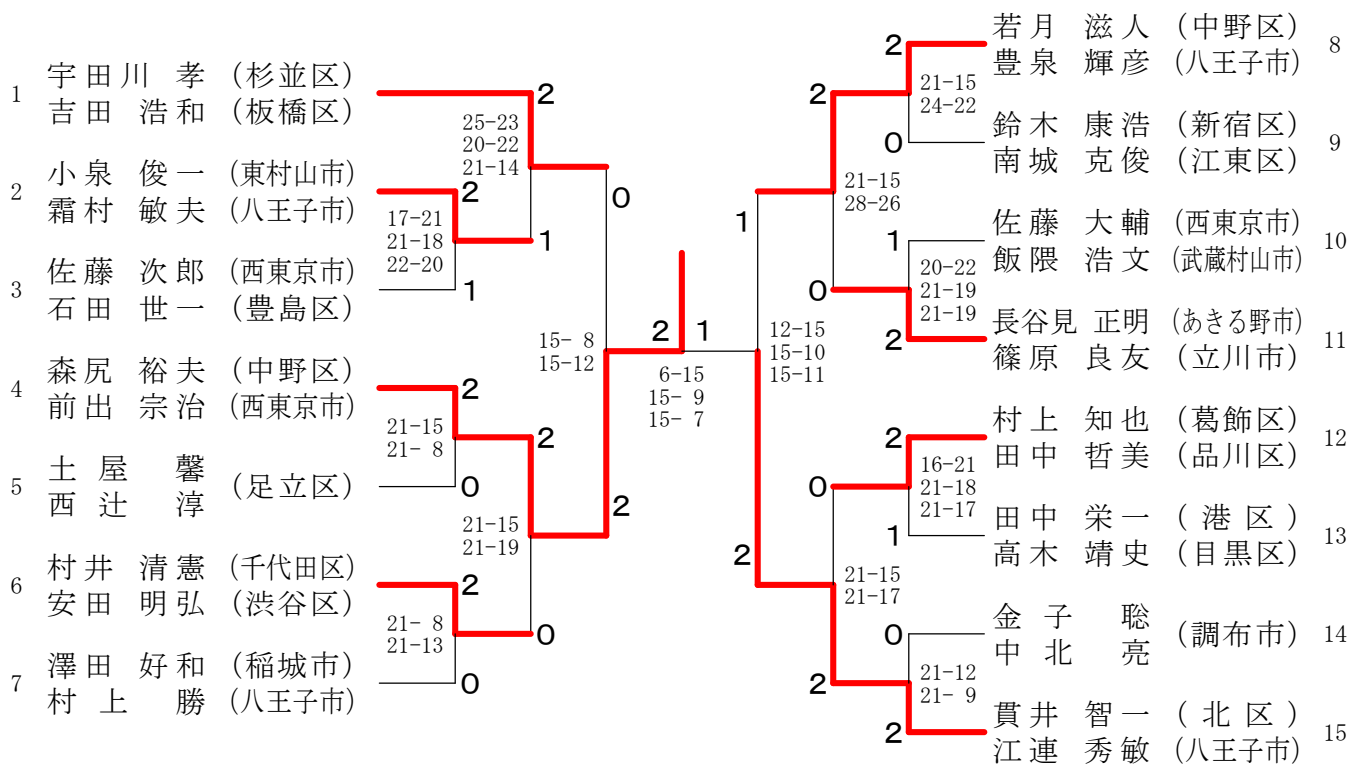 1
宇田川 孝 (杉並区)
吉田 浩和 (板橋区)
2
小泉 俊一 (東村山市)
霜村 敏夫 (八王子市)
3
佐藤 次郎 (西東京市)
石田 世一 (豊島区)
4
森尻 裕夫 (中野区)
前出 宗治 (西東京市)
5
土屋 馨
西辻 淳
(足立区)
6
村井 清憲 (千代田区)
安田 明弘 (渋谷区)
7
澤田 好和 (稲城市)
村上 勝 (八王子市)
2
25-23
20-22
21-14
2
17-21
21-18
22-20
1
1
0
2
21-15
21- 8
0
2
21-15
21-19
2
21- 8
21-13
0
0
15- 8
15-12
2
2
1
6-15
15- 9
15- 7
1
12-15
15-10
15-11
2
2
21-15
28-26
0
2
21-15
24-22
0
1
20-22
21-19
21-19
2
0
21-15
21-17
2
2
16-21
21-18
21-17
1
0
21-12
21- 9
2
若月 滋人 (中野区)
豊泉 輝彦 (八王子市)
8
鈴木 康浩 (新宿区)
南城 克俊 (江東区)
9
佐藤 大輔 (西東京市)
飯隈 浩文 (武蔵村山市)
10
長谷見 正明 (あきる野市)
篠原 良友 (立川市)
11
村上 知也 (葛飾区)
田中 哲美 (品川区)
12
田中 栄一 (港区)
高木 靖史 (目黒区)
13
金子 聡
中北 亮
(調布市)
14
貫井 智一 (北区)
江連 秀敏 (八王子市)
15